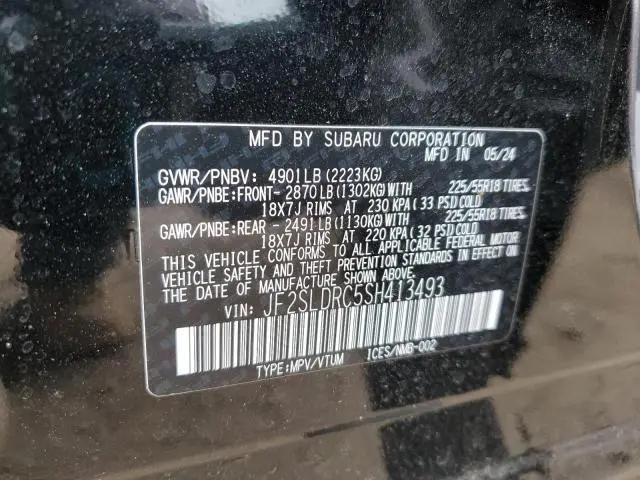 MFD BY SUBARU CORPORATION
MFD IN 05/24
GVWR/PNBV: 4901LB(2223KG)
GAWR/PNBE:FRONT- 2870LB(1302KG)WITH 225/55R18 TIRES,
18X7J RIMS AT 230 KPA(33 PSI)COLD
GAWR/PNBE:REAR - 2491LB(1130KG)WITH 225/55R18 TIRES,
18X7J RIMS AT 220 KPA(32 PSI)COLD
THIS VEHICLE CONFORMS TO ALL APPLICABLE FEDERAL MOTOR
VEHICLE SAFETY AND THEFT PREVENTION STANDARDS IN EFFECT
ON THE DATE OF MANUFACTURE SHOWN ABOVE.
VIN: JF2SLDRC5SH413493
TYPE:MPV/VTUM ICES/NMB-002